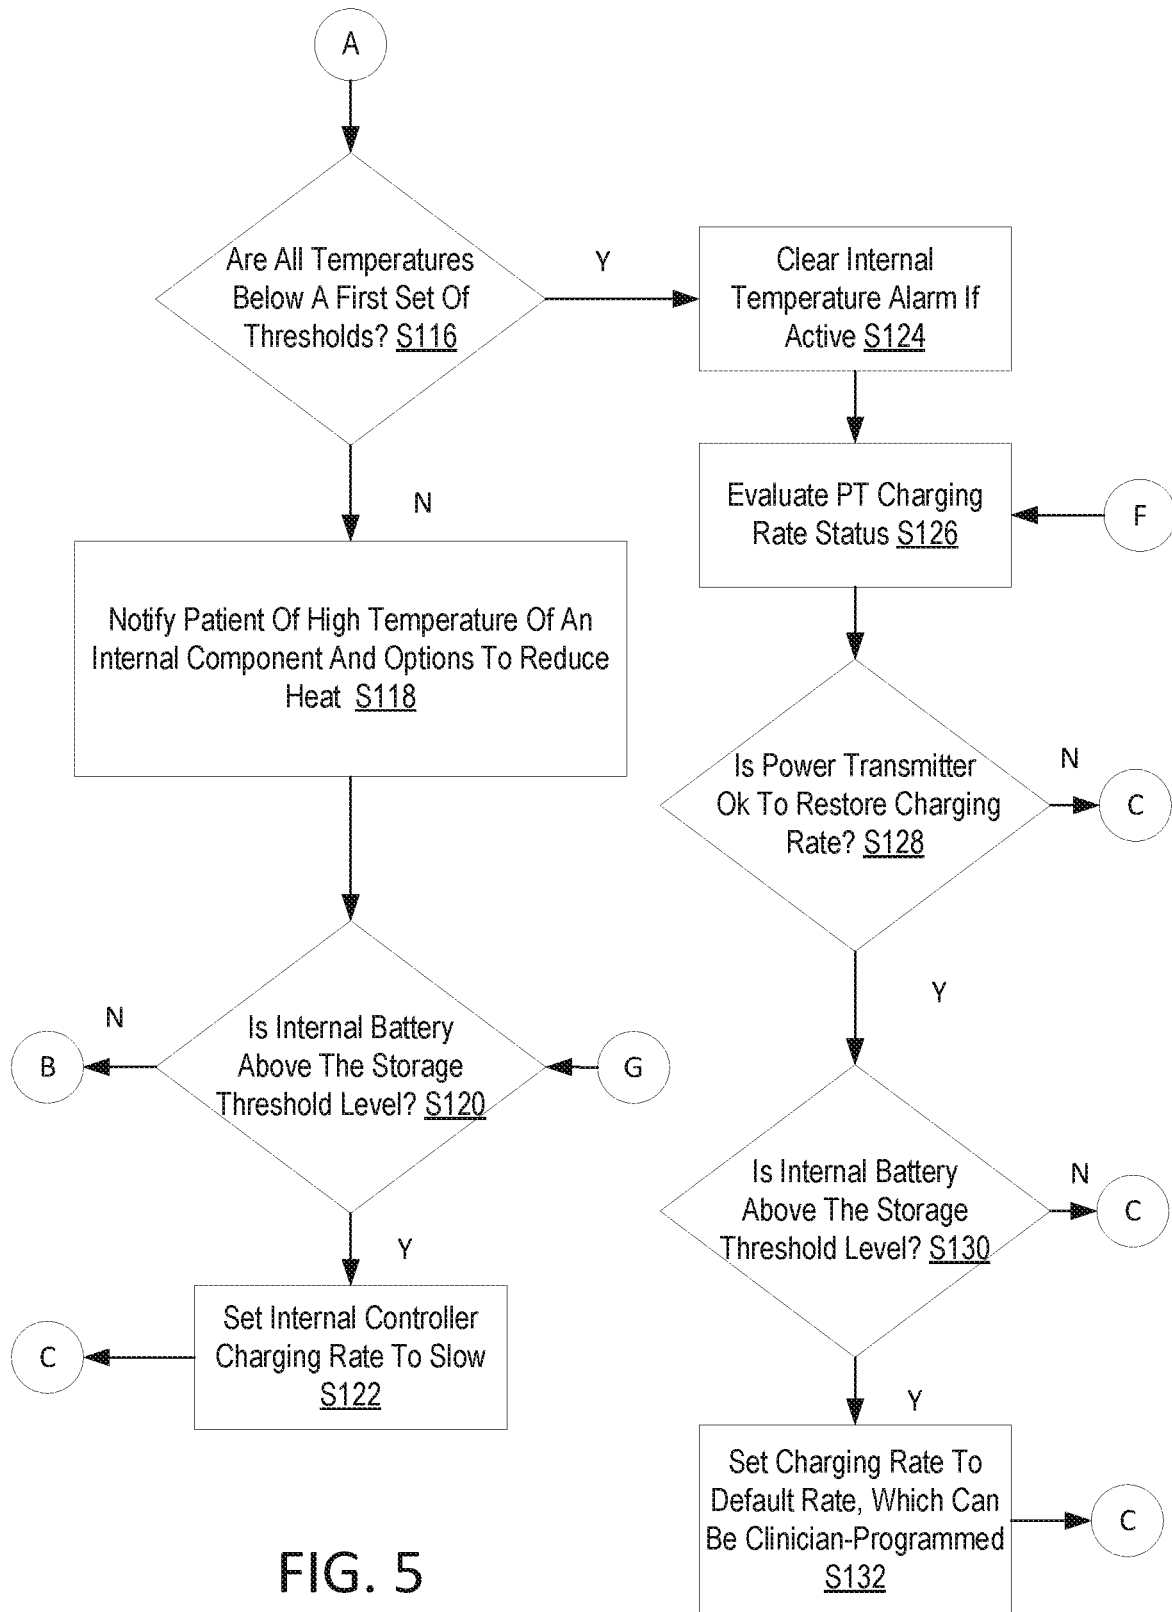 A
Are All Temperatures
Below A First Set Of
Thresholds? S116
Y
Clear Internal
Temperature Alarm If
Active S124
N
Evaluate PT Charging
Rate Status S126
F
Notify Patient Of High Temperature Of An
Internal Component And Options To Reduce
Heat S118
Is Power Transmitter
Ok To Restore Charging
Rate? S128
N
C
Y
Is Internal Battery
Above The Storage
Threshold Level? S120
N
B
G
Y
Set Internal Controller
Charging Rate To Slow
S122
C
Is Internal Battery
Above The Storage
Threshold Level? S130
N
C
Y
Set Charging Rate To
Default Rate, Which Can
Be Clinician-Programmed
S132
C
FIG. 5